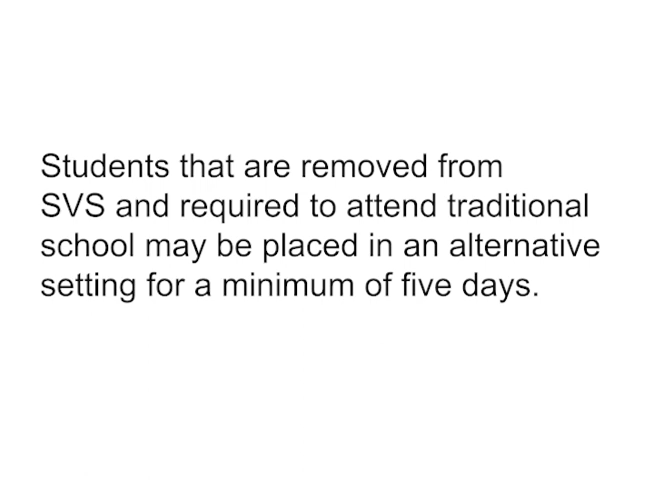 Students that are removed from
SVS and required to attend traditional
school may be placed in an alternative
setting for a minimum of five days.